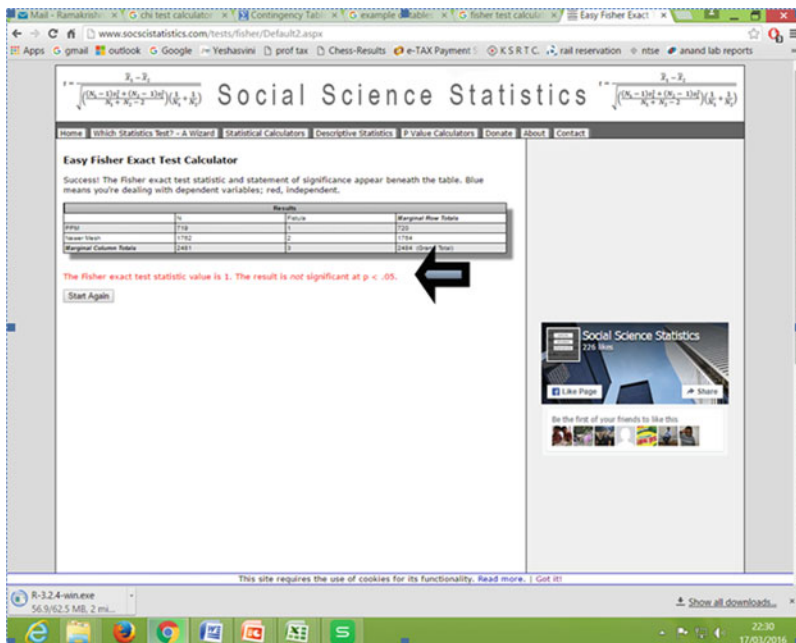 Mail - Ramakrishn
chi test calculator
Contingency Tabl
fisher test calcul
Easy Fisher Exact
www.socscistatistics.com/tests/fisher/Default2.aspx
Apps gmail outlook Google Yeshasvini prof tax Chess-Results e-TAX Payment K S R T C. rail reservation ntse anand lab reports
Social Science Statistics
Home Which Statistics Test? - A Wizard Statistical Calculators Descriptive Statistics P Value Calculators Donate About Contact
Easy Fisher Exact Test Calculator
Success! The Fisher exact test statistic and statement of significance appear beneath the table. Blue
means you're dealing with dependent variables; red, independent.
Results
Fistula Marginal Row Totals
PPM 719 1 720
Newer Mesh 1762 2 1764
Marginal Column Totals 2481 3 2484 (Grand Total)
The Fisher exact test statistic value is 1. The result is not significant at p < .05.
Start Again
Social Science Statistics
226 likes
Like Page Share
Be the first of your friends to like this
This site requires the use of cookies for its functionality. Read more. | Got it!
R-3.2.4-win.exe
56.9/62.5 MB, 2 mi...
Show all downloads...
22:30
17/03/2016